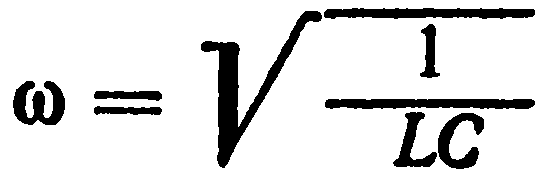 ω = √(1/LC)